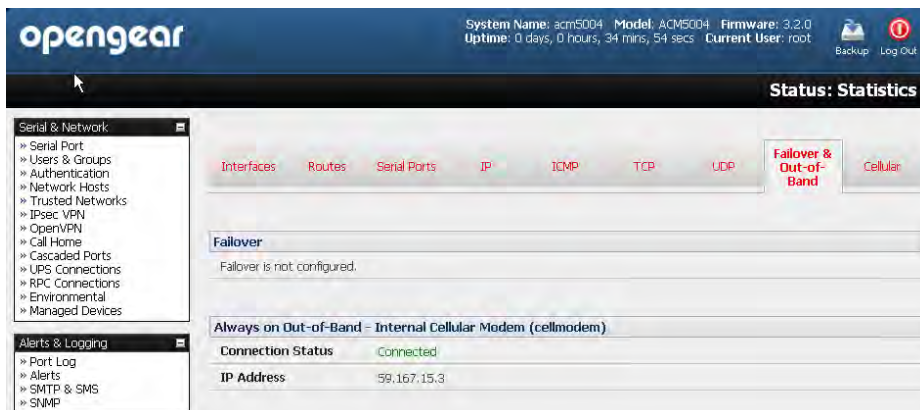 opengear
System Name: acm5004 Model: ACM5004 Firmware: 3.2.0
Uptime: 0 days, 0 hours, 34 mins, 54 secs Current User: root
Backup
Log Out
Status: Statistics
Serial & Network
» Serial Port
» Users & Groups
» Authentication
» Network Hosts
» Trusted Networks
» IPsec VPN
» OpenVPN
» Call Home
» Cascaded Ports
» UPS Connections
» RPC Connections
» Environmental
» Managed Devices
Alerts & Logging
» Port Log
» Alerts
» SMTP & SMS
» SNMP
Interfaces Routes Serial Ports IP ICMP TCP UDP Failover & Out-of-Band Cellular
Failover
Failover is not configured.
Always on Out-of-Band - Internal Cellular Modem (cellmodem)
Connection Status Connected
IP Address 59.167.15.3